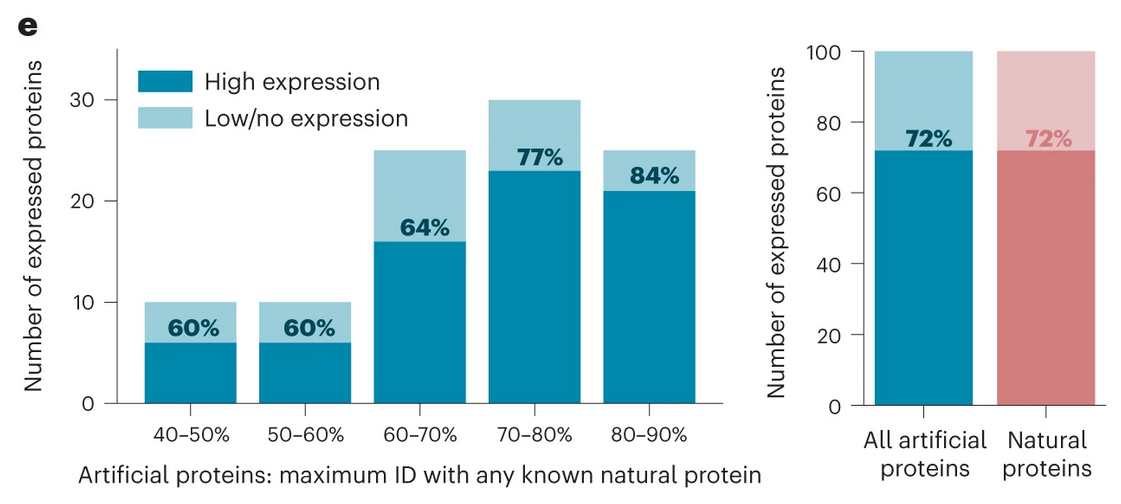 e
Number of expressed proteins
30
20
10
0
High expression
Low/no expression
60%
60%
64%
77%
84%
40–50%
50–60%
60–70%
70–80%
80–90%
Artificial proteins: maximum ID with any known natural protein
Number of expressed proteins
100
80
60
40
20
0
72%
72%
All artificial
proteins
Natural
proteins